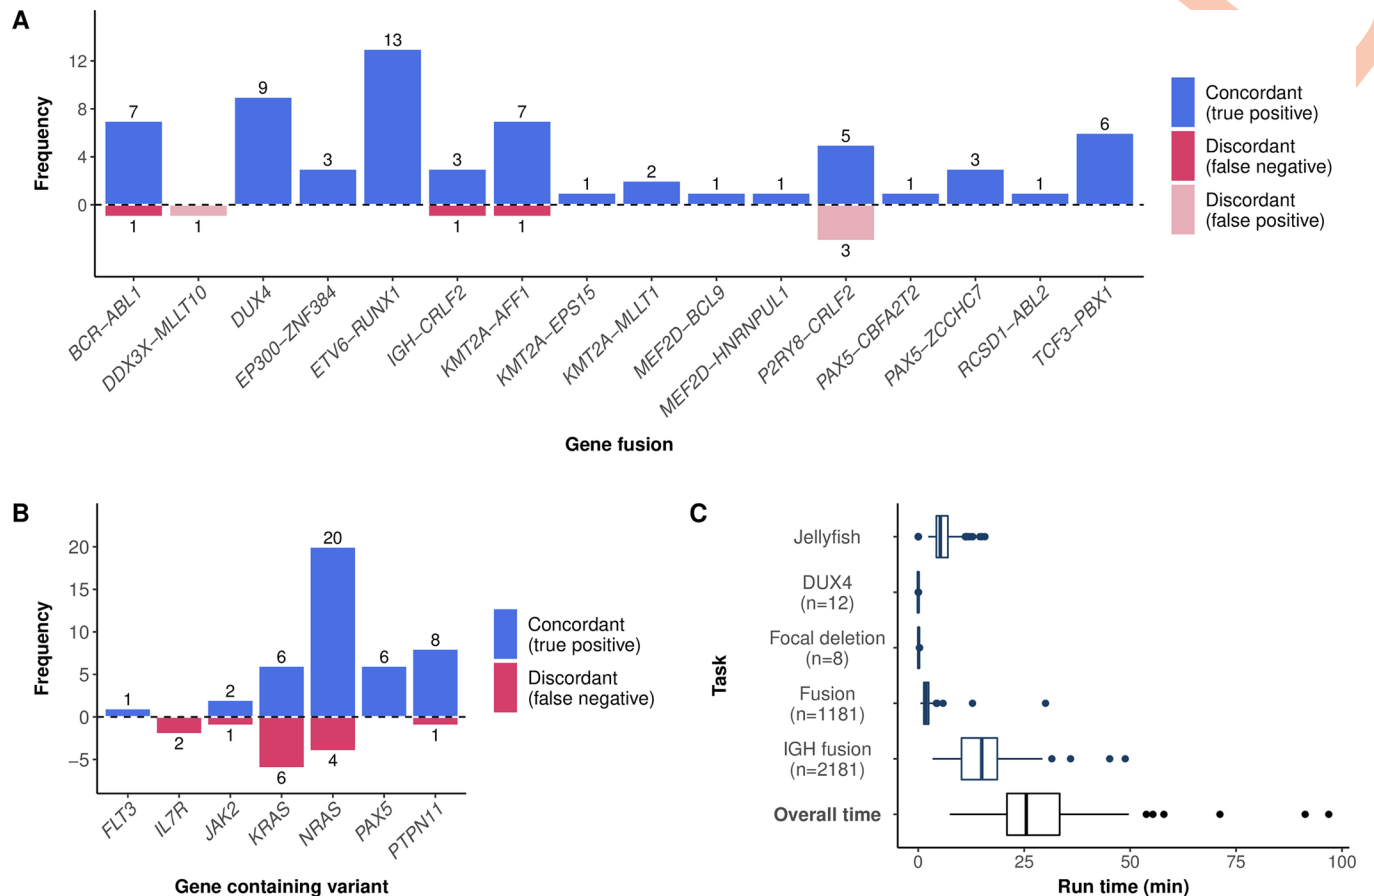 A
Frequency
12
8
4
0
7
1
1
9
3
13
3
1
7
1
1
2
1
1
5
3
1
3
1
6
Concordant
(true positive)
Discordant
(false negative)
Discordant
(false positive)
BCR–ABL1
DDX3X–MLLT10
DUX4
EP300–ZNF384
ETV6–RUNX1
IGH–CRLF2
KMT2A–AFF1
KMT2A–EPS15
KMT2A–MLLT1
MEF2D–BCL9
MEF2D–HNRNPUL1
P2RY8–CRLF2
PAX5–CBFA2T2
PAX5–ZCCHC7
RCSD1–ABL2
TCF3–PBX1
Gene fusion
B
Frequency
20
15
10
5
0
−5
1
2
2
1
6
6
20
4
6
8
1
Concordant
(true positive)
Discordant
(false negative)
FLT3
IL7R
JAK2
KRAS
NRAS
PAX5
PTPN11
Gene containing variant
C
Task
Jellyfish
DUX4
(n=12)
Focal deletion
(n=8)
Fusion
(n=1181)
IGH fusion
(n=2181)
Overall time
0
25
50
75
100
Run time (min)